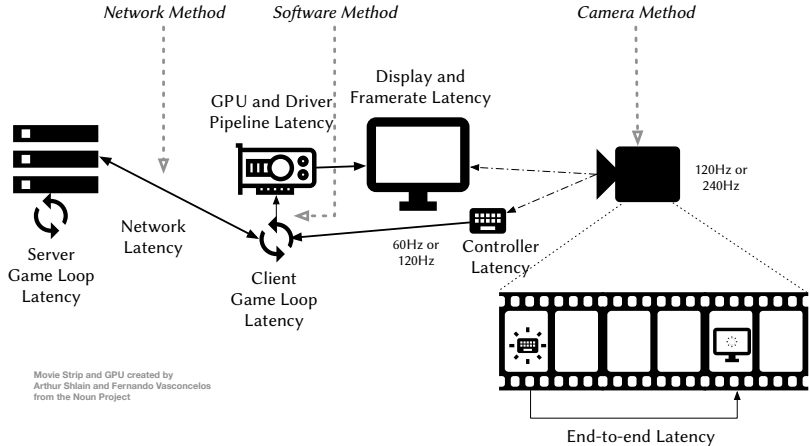 Network Method
Software Method
Camera Method
Display and
Framerate Latency
GPU and Driver
Pipeline Latency
120Hz or
240Hz
Network
Latency
60Hz or
120Hz
Controller
Latency
Server
Game Loop
Latency
Client
Game Loop
Latency
Movie Strip and GPU created by
Arthur Shlain and Fernando Vasconcelos
from the Noun Project
End-to-end Latency